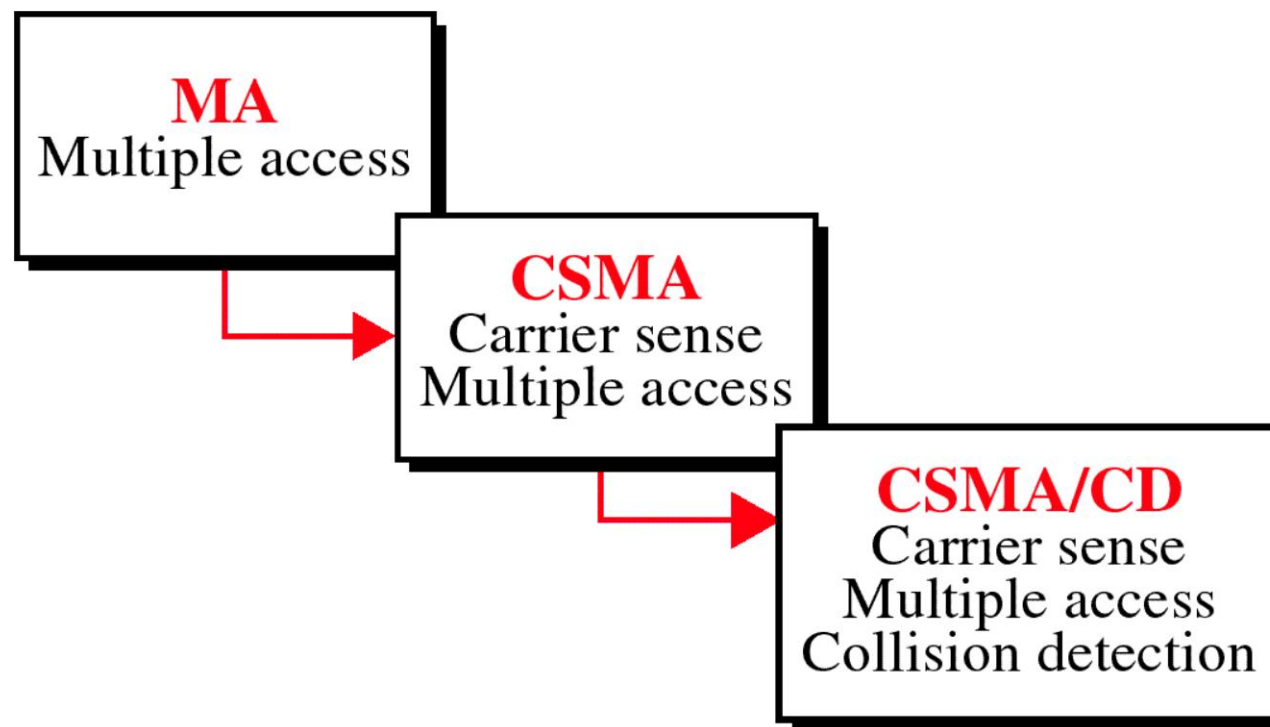 MA
Multiple access
CSMA
Carrier sense
Multiple access
CSMA/CD
Carrier sense
Multiple access
Collision detection